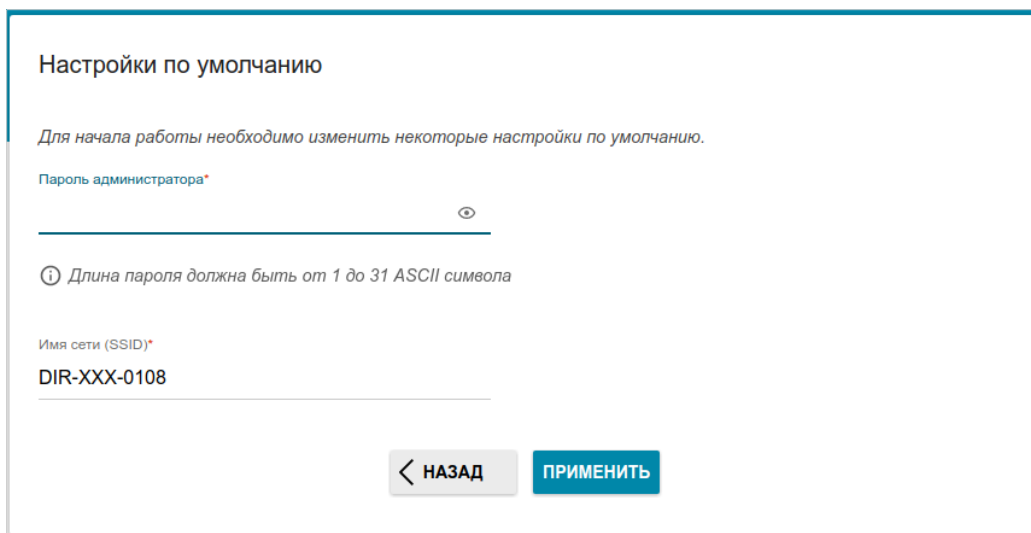 Настройки по умолчанию
Для начала работы необходимо изменить некоторые настройки по умолчанию.
Пароль администратора*
Длина пароля должна быть от 1 до 31 ASCII символа
Имя сети (SSID)*
DIR-XXX-0108
НАЗАД
ПРИМЕНИТЬ